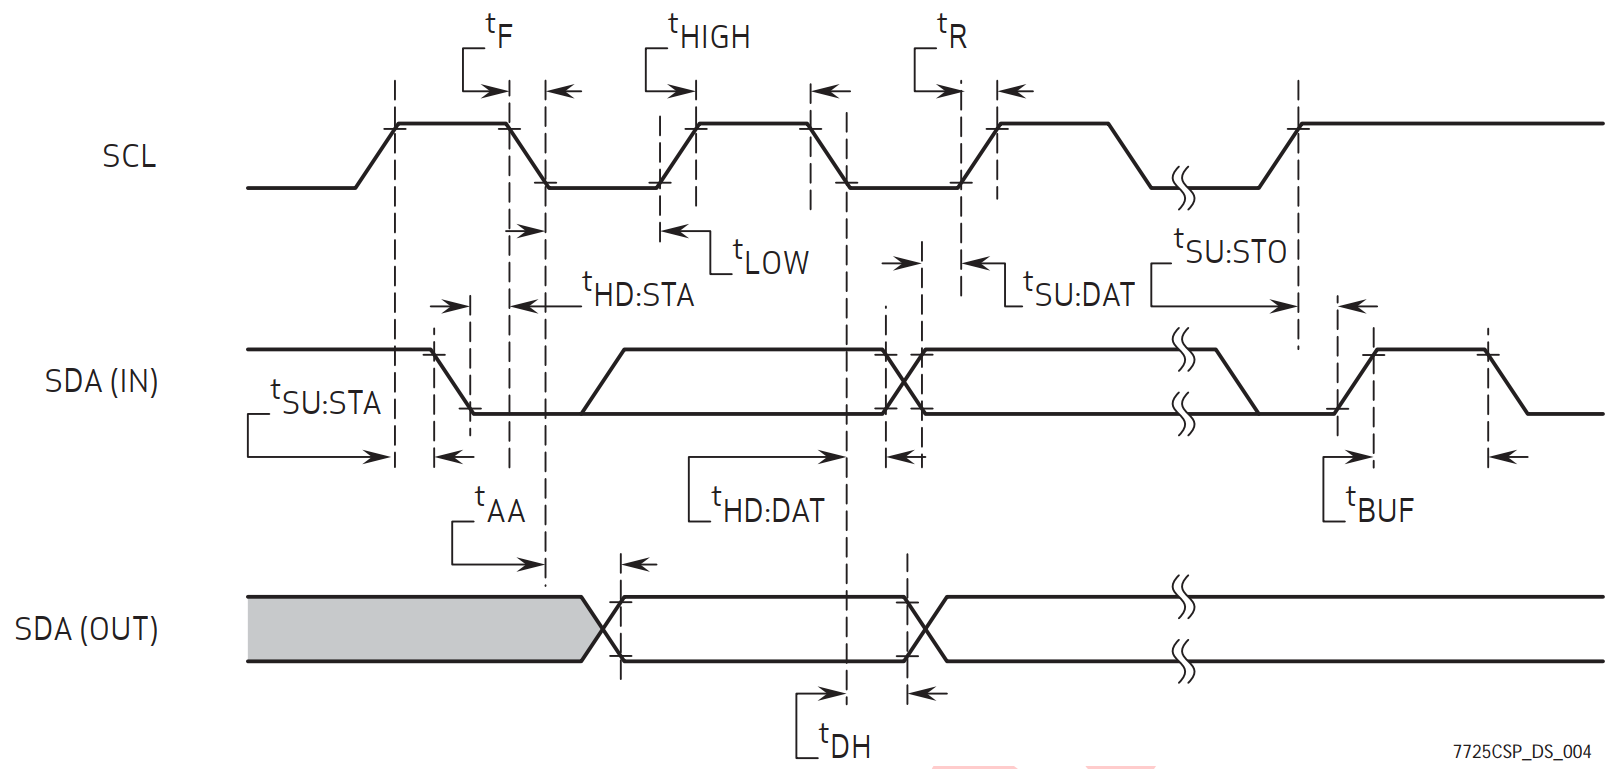 tF
tHIGH
tR
SCL
tLOW
tSU:STO
tHD:STA
tSU:DAT
SDA (IN)
tSU:STA
tAA
tHD:DAT
tBUF
SDA (OUT)
tDH
7725CSP_DS_004